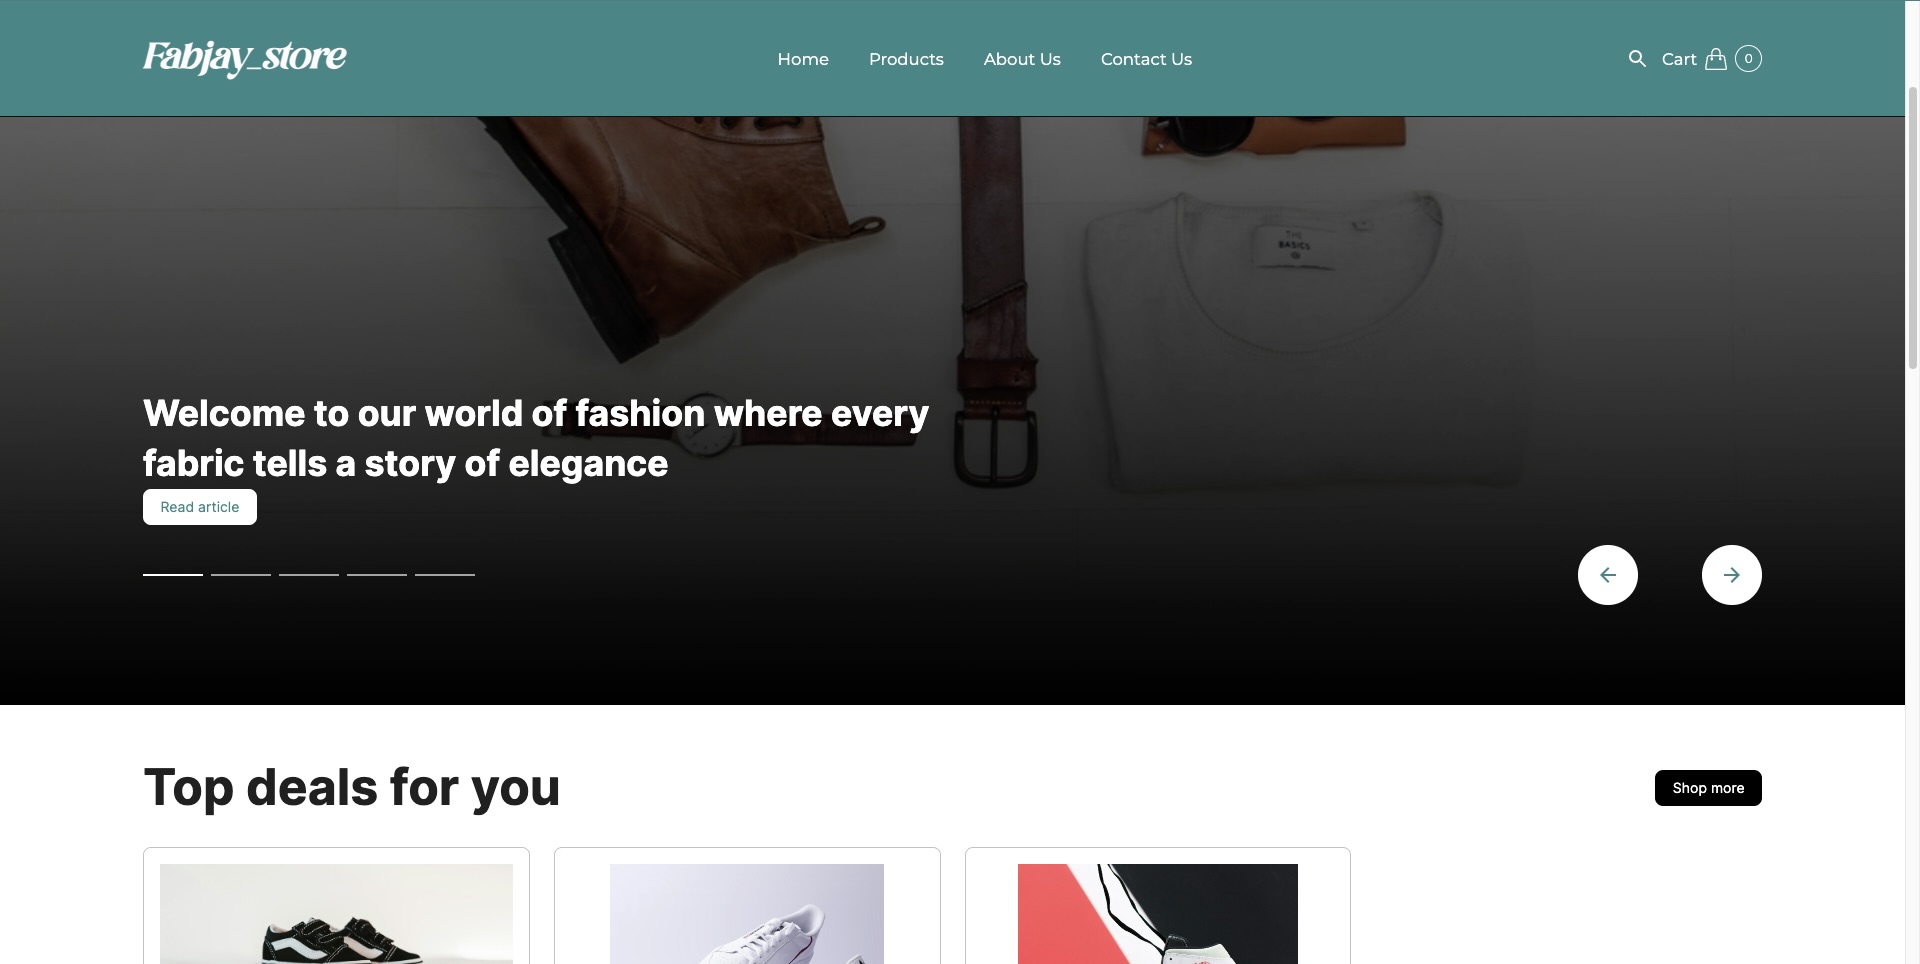 Fabjay_store
Home
Products
About Us
Contact Us
Cart
0
THE
BASICS
Welcome to our world of fashion where every
fabric tells a story of elegance
Read article
Top deals for you
Shop more